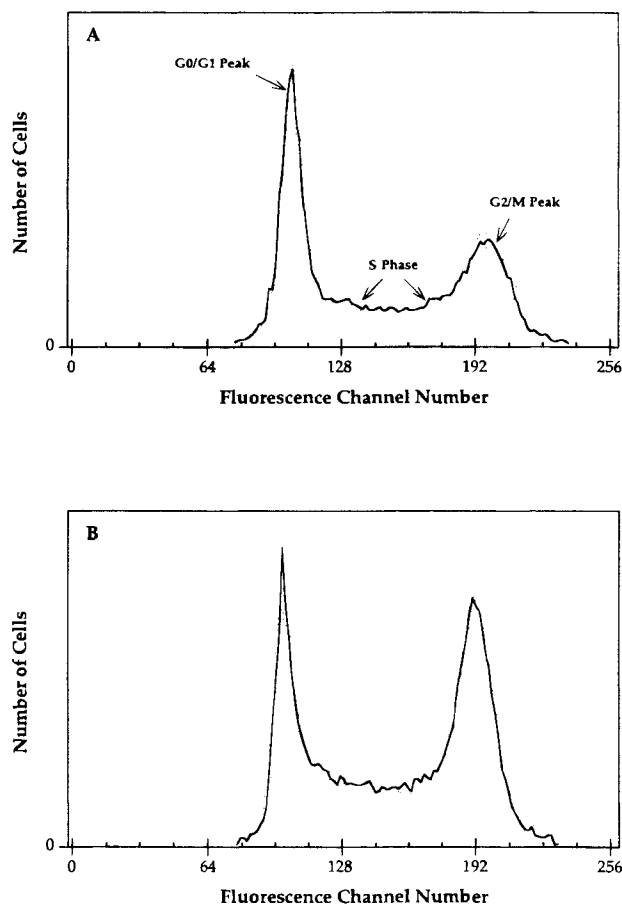 A
G0/G1 Peak
G2/M Peak
S Phase
Number of Cells
0
0 64 128 192 256
Fluorescence Channel Number
B
Number of Cells
0
0 64 128 192 256
Fluorescence Channel Number